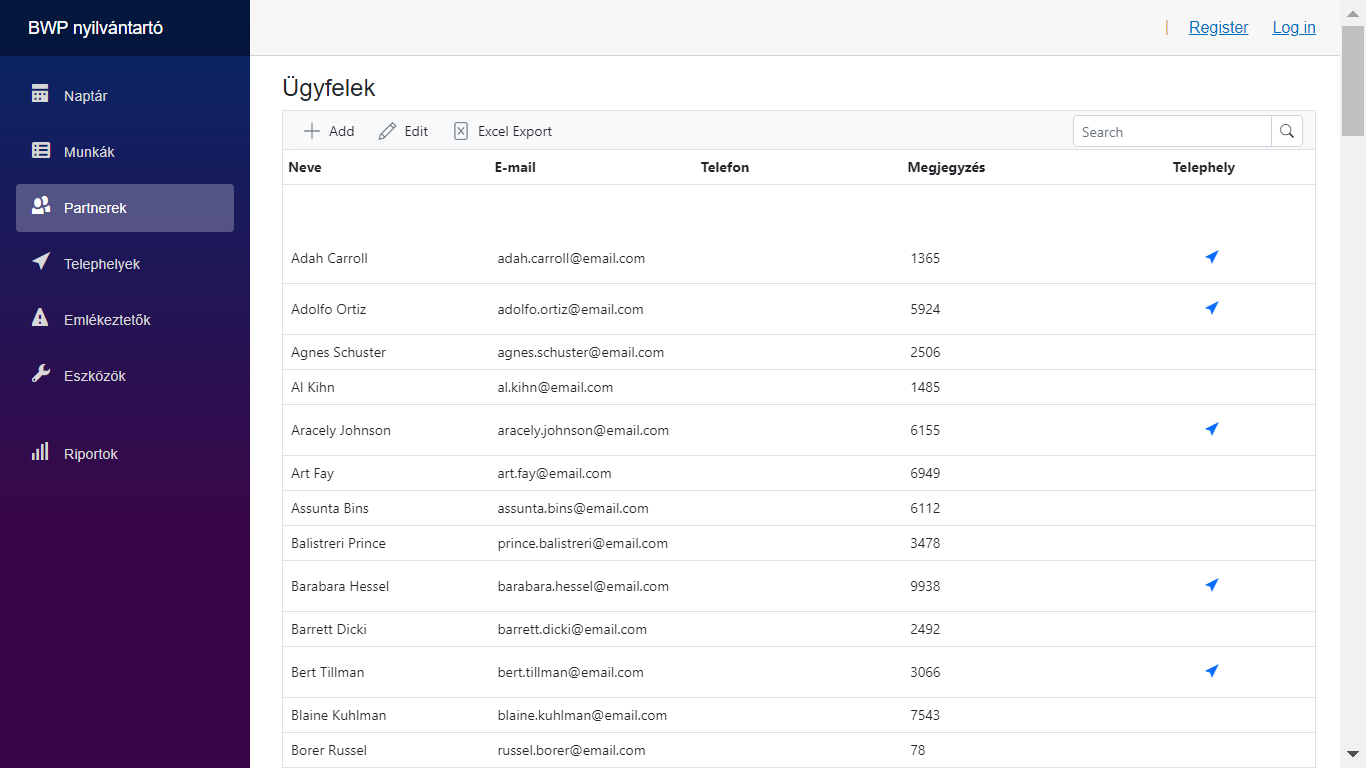 BWP nyilvántartó
| Register Log in
Naptár
Munkák
Partnerek
Telephelyek
Emlékeztetők
Eszközök
Riportok
Ügyfelek
Add Edit Excel Export Search
Neve E-mail Telefon Megjegyzés Telephely
Adah Carroll adah.carroll@email.com 1365
Adolfo Ortiz adolfo.ortiz@email.com 5924
Agnes Schuster agnes.schuster@email.com 2506
Al Kihn al.kihn@email.com 1485
Aracely Johnson aracely.johnson@email.com 6155
Art Fay art.fay@email.com 6949
Assunta Bins assunta.bins@email.com 6112
Balistreri Prince prince.balistreri@email.com 3478
Barabara Hessel barabara.hessel@email.com 9938
Barrett Dicki barrett.dicki@email.com 2492
Bert Tillman bert.tillman@email.com 3066
Blaine Kuhlman blaine.kuhlman@email.com 7543
Borer Russel russel.borer@email.com 78